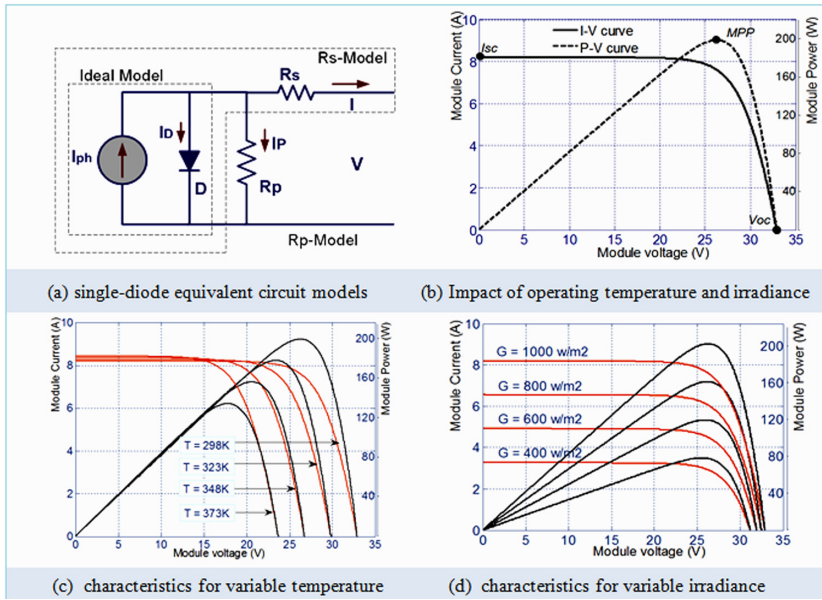 Rs-Model
Ideal Model
Rs
I
ID
IP
Iph
V
D
Rp
Rp-Model
(a) single-diode equivalent circuit models
Module Current (A)
10
8
6
4
2
0
Isc
I-V curve
P-V curve
MPP
200
160
120
80
40
Module Power (W)
Voc
0 5 10 15 20 25 30 35
Module voltage (V)
(b) Impact of operating temperature and irradiance
Module Current (A)
10
8
6
4
2
0
T = 298K
T = 323K
T = 348K
T = 373K
200
160
120
80
40
Module Power (W)
0 5 10 15 20 25 30 35
Module voltage (V)
(c) characteristics for variable temperature
Module Current (A)
10
8
6
4
2
0
G = 1000 w/m2
G = 800 w/m2
G = 600 w/m2
G = 400 w/m2
200
160
120
80
40
Module Power (W)
0 5 10 15 20 25 30 35
Module voltage (V)
(d) characteristics for variable irradiance